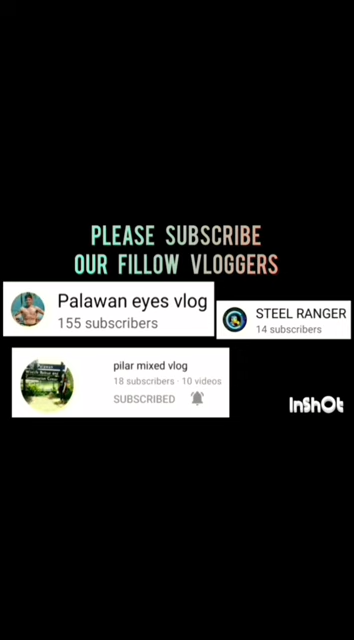 PLEASE SUBSCRIBE
OUR FILLOW VLOGGERS
Palawan eyes vlog
155 subscribers
STEEL RANGER
14 subscribers
pilar mixed vlog
18 subscribers · 10 videos
SUBSCRIBED
InShOt